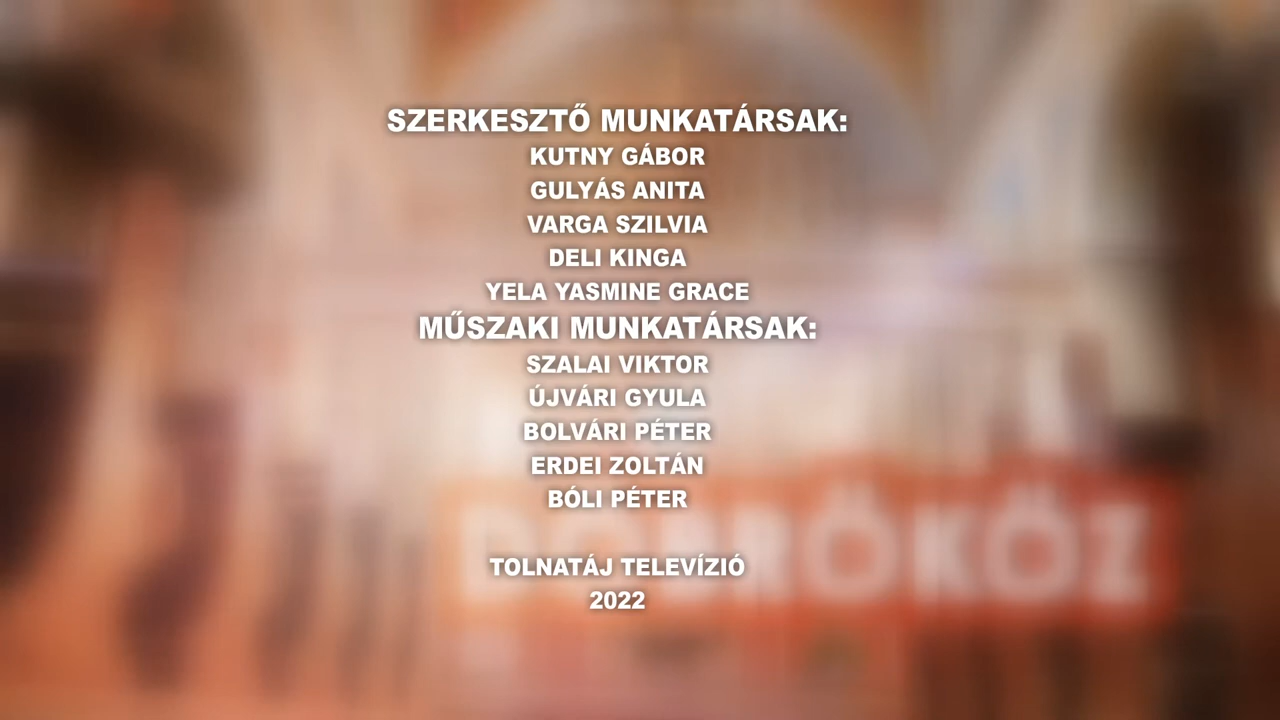 SZERKESZTŐ MUNKATÁRSAK:
KUTNY GÁBOR
GULYÁS ANITA
VARGA SZILVIA
DELI KINGA
YELA YASMINE GRACE
MŰSZAKI MUNKATÁRSAK:
SZALAI VIKTOR
ÚJVÁRI GYULA
BOLVÁRI PÉTER
ERDEI ZOLTÁN
BÓLI PÉTER
DÖBRÖKÖZ
TOLNATÁJ TELEVÍZIÓ
2022